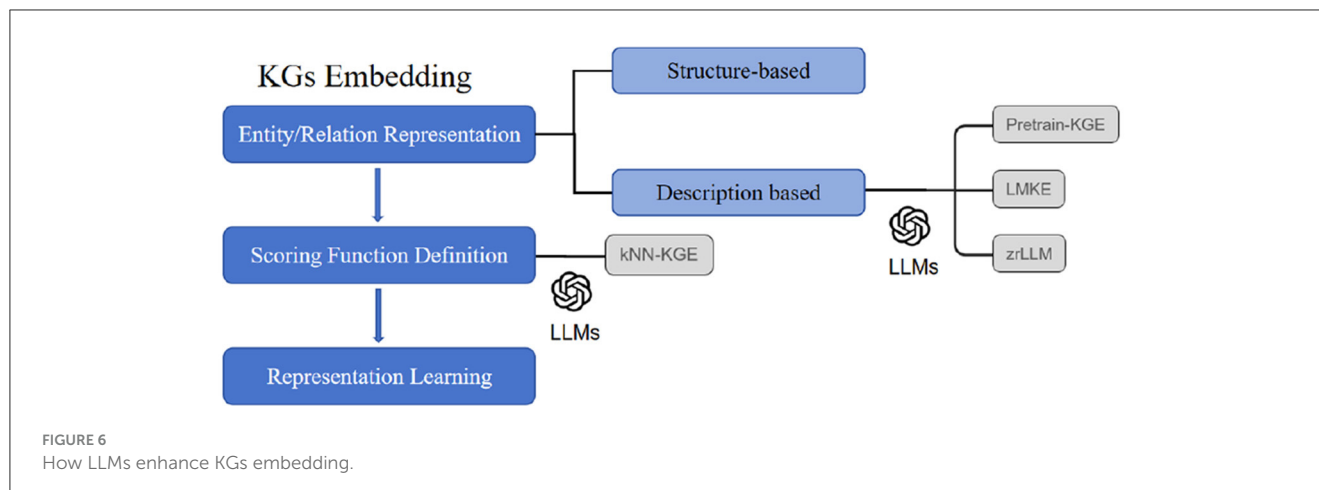 KGs Embedding
Entity/Relation Representation
Structure-based
Description based
LLMs
Pretrain-KGE
LMKE
zrLLM
Scoring Function Definition
LLMs
kNN-KGE
Representation Learning
FIGURE 6
How LLMs enhance KGs embedding.